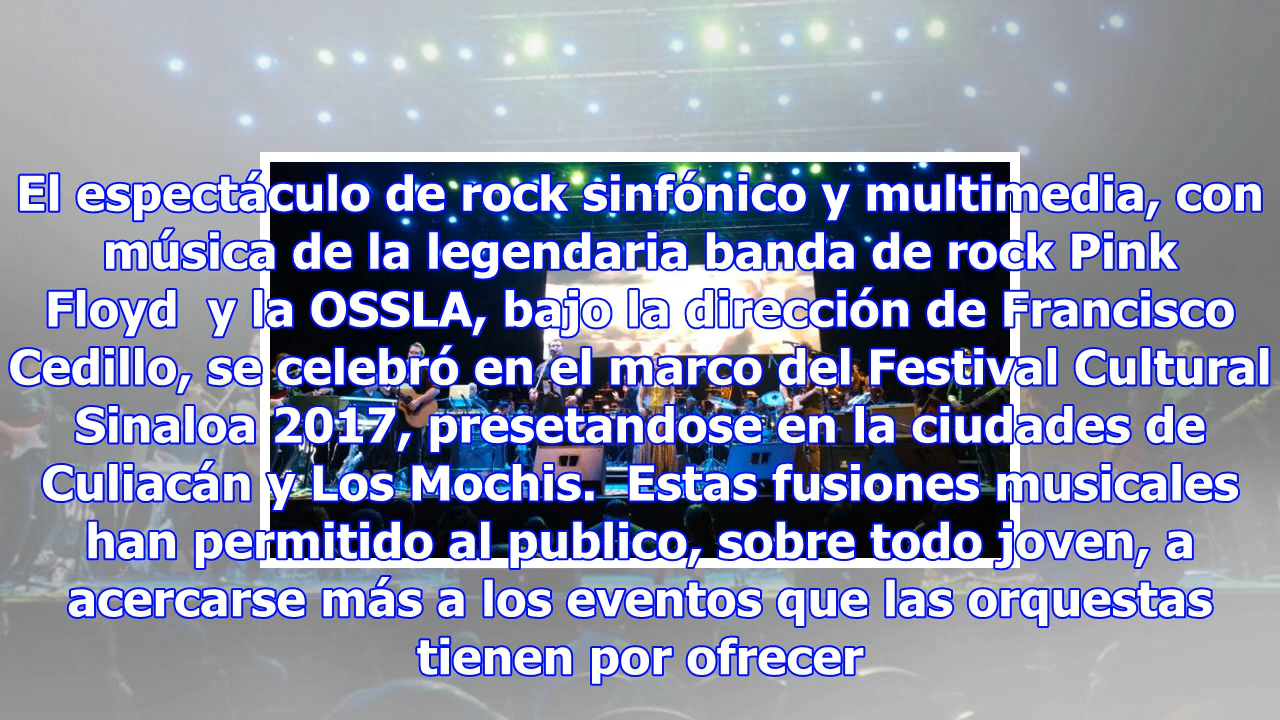 El espectáculo de rock sinfónico y multimedia, con
música de la legendaria banda de rock Pink
Floyd  y la OSSLA, bajo la dirección de Francisco
Cedillo, se celebró en el marco del Festival Cultural
Sinaloa 2017, presetandose en la ciudades de
Culiacán y Los Mochis.  Estas fusiones musicales
han permitido al publico, sobre todo joven, a
acercarse más a los eventos que las orquestas
tienen por ofrecer